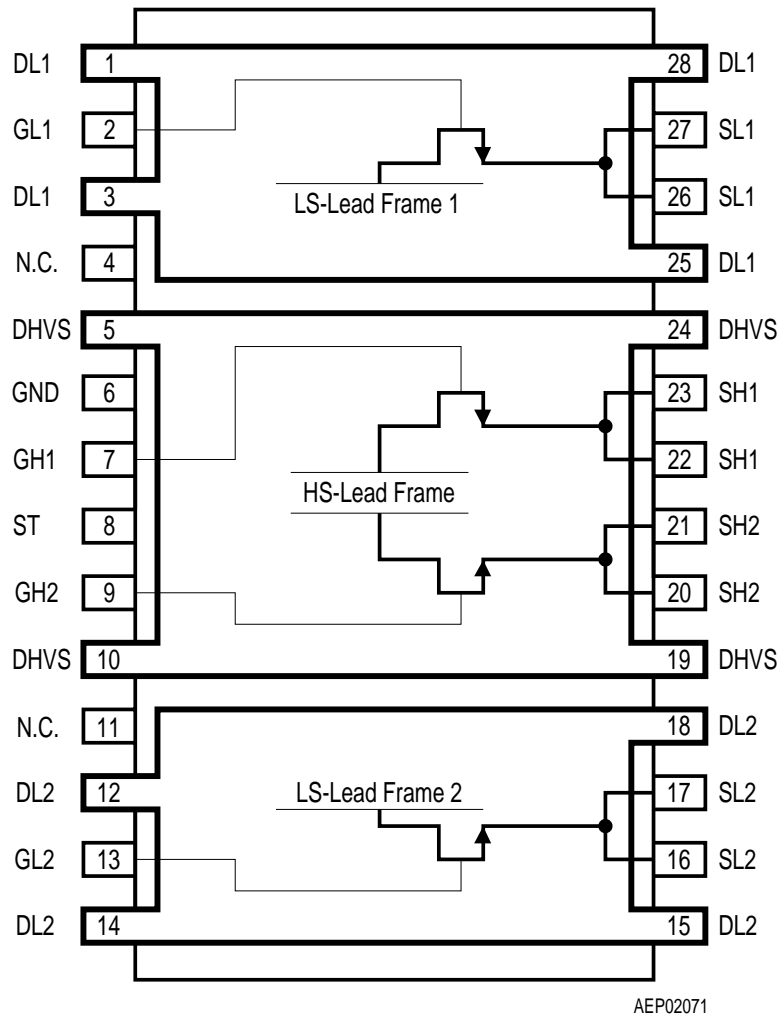 DL1 1 28 DL1
GL1 2 27 SL1
DL1 3 LS-Lead Frame 1 26 SL1
N.C. 4 25 DL1
DHVS 5 24 DHVS
GND 6 23 SH1
GH1 7 22 SH1
HS-Lead Frame
ST 8 21 SH2
GH2 9 20 SH2
DHVS 10 19 DHVS
N.C. 11 18 DL2
DL2 12 LS-Lead Frame 2 17 SL2
GL2 13 16 SL2
DL2 14 15 DL2
AEP02071